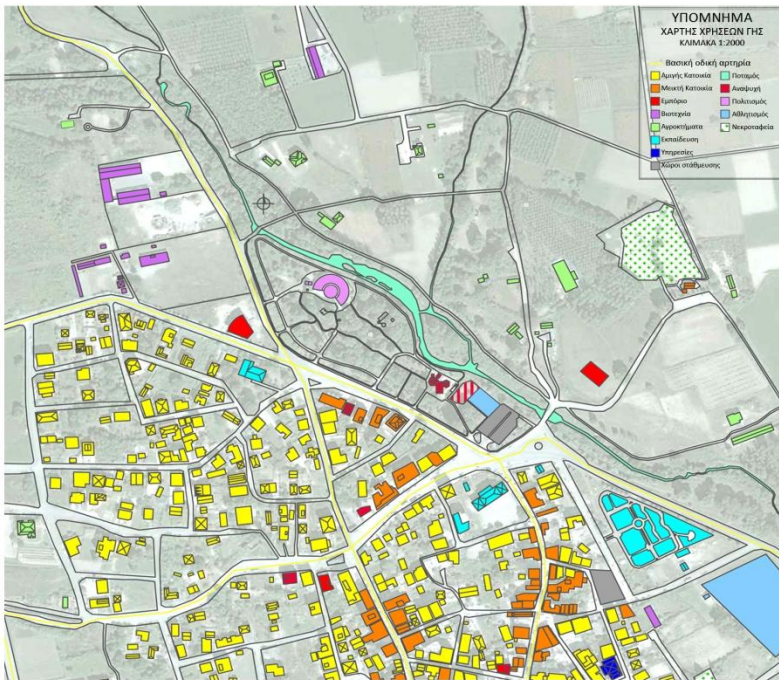 ΥΠΟΜΝΗΜΑ
ΧΑΡΤΗΣ ΧΡΗΣΕΩΝ ΓΗΣ
ΚΛΙΜΑΚΑ 1:2000
Βασική οδική αρτηρία
Αμιγής Κατοικία
Μεικτή Κατοικία
Εμπόριο
Βιοτεχνία
Αγροκτήματα
Εκπαίδευση
Υπηρεσίες
Χώροι στάθμευσης
Ποταμός
Αναψυχή
Πολιτισμός
Αθλητισμός
Νεκροταφεία